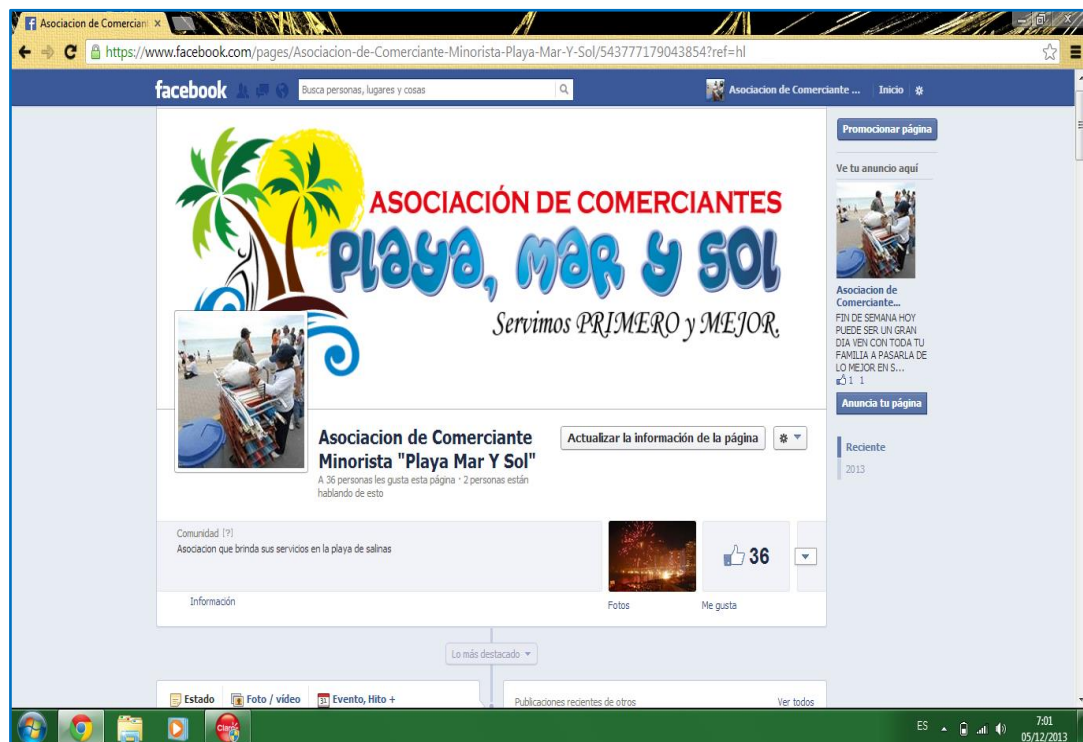 Asociacion de Comerciant
https://www.facebook.com/pages/Asociacion-de-Comerciante-Minorista-Playa-Mar-Y-Sol/543777179043854?ref=hl
facebook
Busca personas, lugares y cosas
Asociacion de Comerciante ...
Inicio
ASOCIACIÓN DE COMERCIANTES
PLAYA, MAR Y SOL
Servimos PRIMERO y MEJOR.
Asociacion de Comerciante
Minorista "Playa Mar Y Sol"
A 36 personas les gusta esta página · 2 personas están
hablando de esto
Actualizar la información de la página
Comunidad [?]
Asociacion que brinda sus servicios en la playa de salinas
Información
Fotos
36
Me gusta
Lo más destacado
Estado
Foto / vídeo
31
Evento, Hito +
Publicaciones recientes de otros
Ver todos
Promocionar página
Ve tu anuncio aquí
Asociacion de
Comerciante...
FIN DE SEMANA HOY
PUEDE SER UN GRAN
DIA VEN CON TODA TU
FAMILIA A PASARLA DE
LO MEJOR EN S...
1 1
Anuncia tu página
Reciente
2013
Claro
ES
7:01
05/12/2013